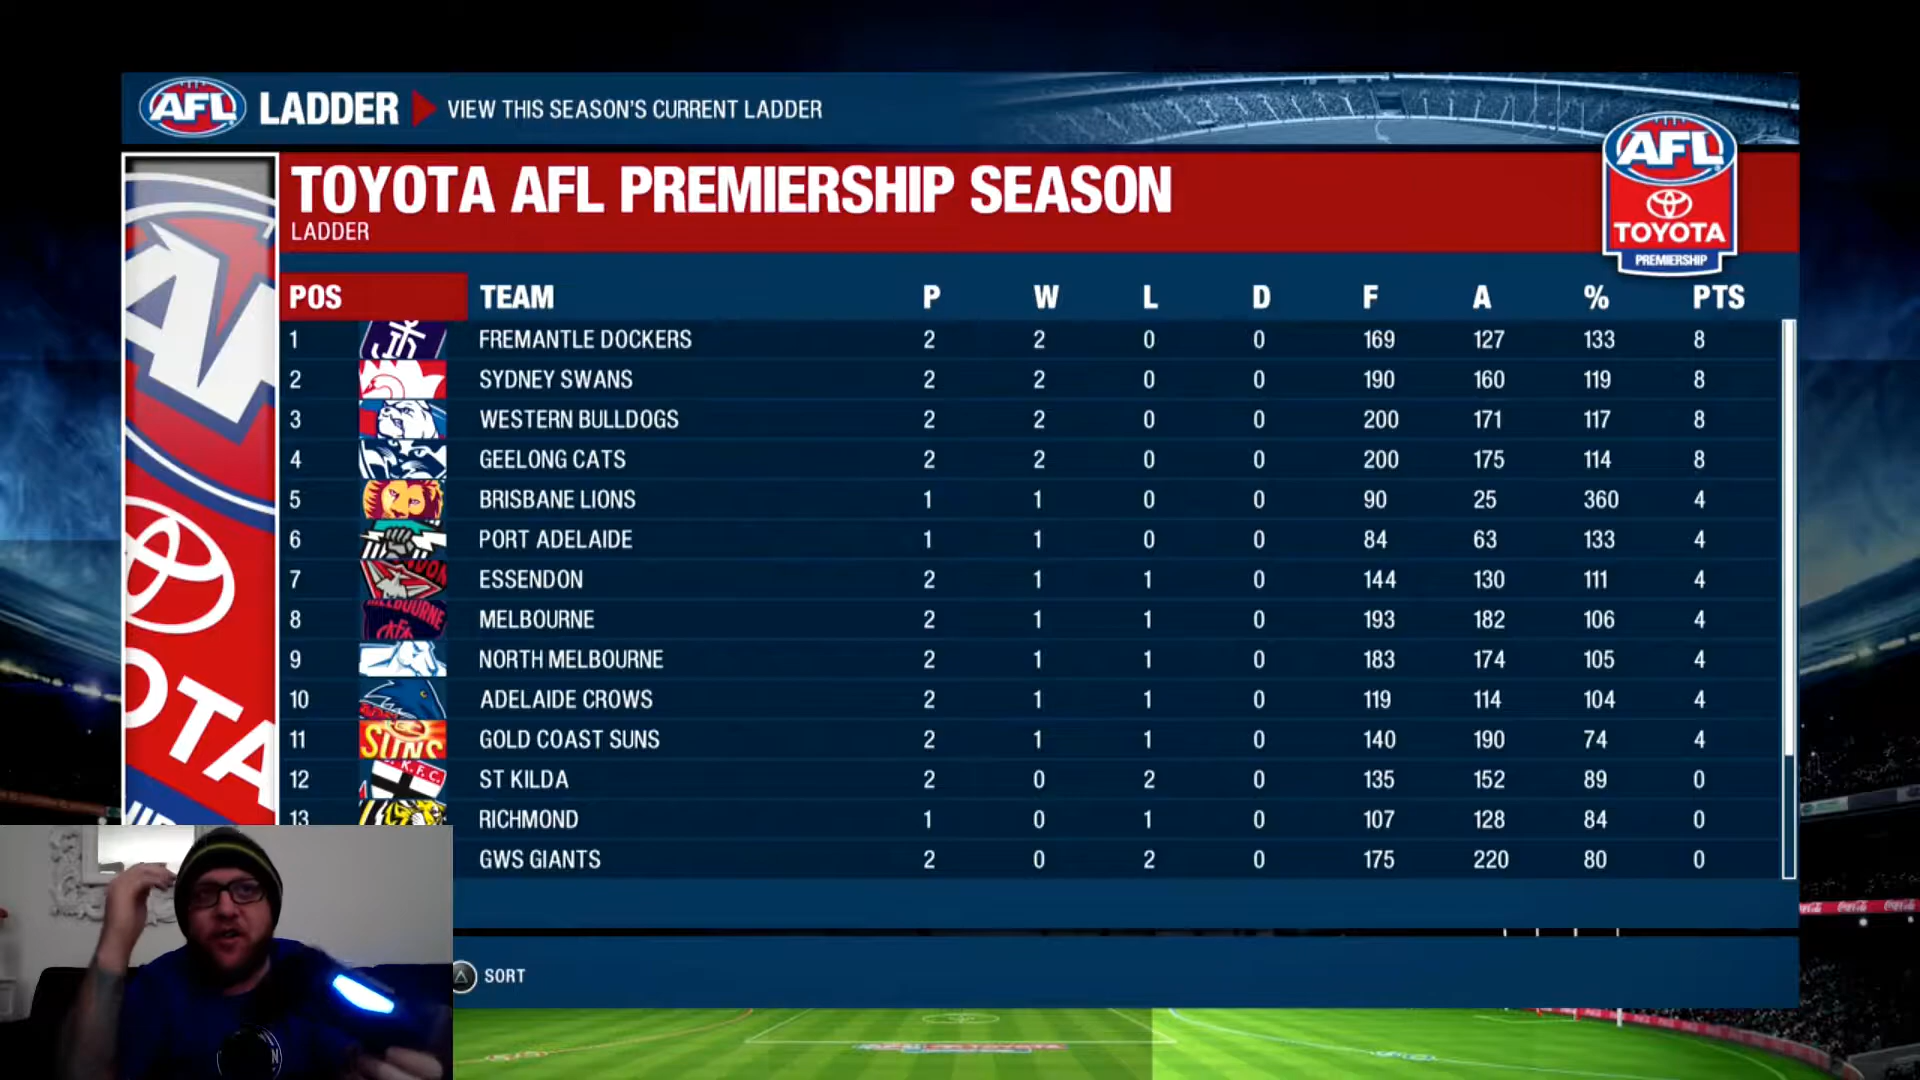 AFL LADDER VIEW THIS SEASON'S CURRENT LADDER
TOYOTA AFL PREMIERSHIP SEASON
LADDER
AFL
TOYOTA
PREMIERSHIP
POS TEAM P W L D F A % PTS
1 FREMANTLE DOCKERS 2 2 0 0 169 127 133 8
2 SYDNEY SWANS 2 2 0 0 190 160 119 8
3 WESTERN BULLDOGS 2 2 0 0 200 171 117 8
4 GEELONG CATS 2 2 0 0 200 175 114 8
5 BRISBANE LIONS 1 1 0 0 90 25 360 4
6 PORT ADELAIDE 1 1 0 0 84 63 133 4
7 ESSENDON 2 1 1 0 144 130 111 4
8 MELBOURNE MELBOURNE 2 1 1 0 193 182 106 4
9 NORTH MELBOURNE 2 1 1 0 183 174 105 4
10 ADELAIDE CROWS 2 1 1 0 119 114 104 4
11 SUNS GOLD COAST SUNS 2 1 1 0 140 190 74 4
12 ST KILDA 2 0 2 0 135 152 89 0
13 RICHMOND 1 0 1 0 107 128 84 0
GWS GIANTS 2 0 2 0 175 220 80 0
SORT